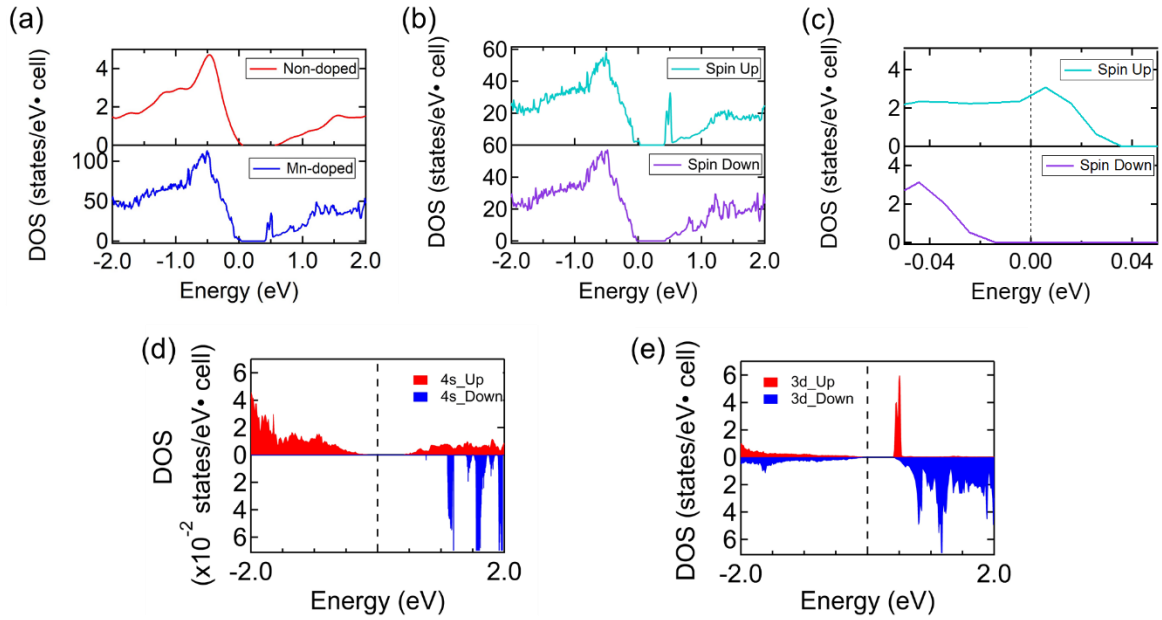 (a)
DOS (states/eV• cell)
4
2
0
Non-doped
100
50
0
Mn-doped
-2.0 -1.0 0.0 1.0 2.0
Energy (eV)
(b)
DOS (states/eV• cell)
60
40
20
Spin Up
60
40
20
0
Spin Down
-2.0 -1.0 0.0 1.0 2.0
Energy (eV)
(c)
DOS (states/eV• cell)
4
2
0
Spin Up
4
2
0
Spin Down
-0.04 0.00 0.04
Energy (eV)
(d)
DOS
(x10⁻² states/eV• cell)
6
4
2
0
2
4
6
4s_Up
4s_Down
-2.0 2.0
Energy (eV)
(e)
DOS (states/eV• cell)
6
4
2
0
2
4
6
3d_Up
3d_Down
-2.0 2.0
Energy (eV)